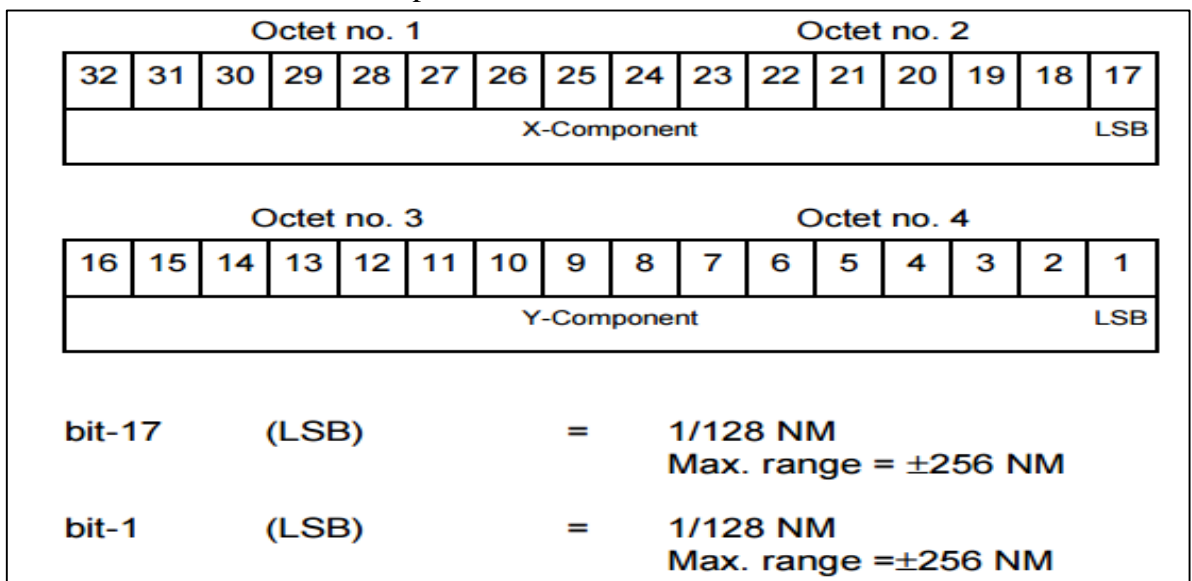 Octet no. 1 Octet no. 2
32 31 30 29 28 27 26 25 24 23 22 21 20 19 18 17
X-Component LSB
Octet no. 3 Octet no. 4
16 15 14 13 12 11 10 9 8 7 6 5 4 3 2 1
Y-Component LSB
bit-17 (LSB) = 1/128 NM
Max. range = ±256 NM
bit-1 (LSB) = 1/128 NM
Max. range =±256 NM